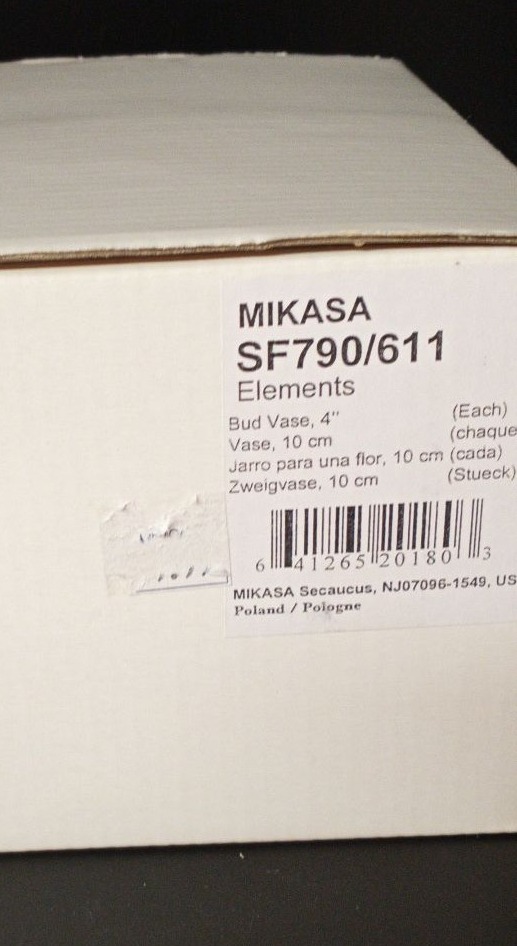 MIKASA
SF790/611
Elements
Bud Vase, 4" (Each)
Vase, 10 cm (chaque
Jarro para una flor, 10 cm (cada)
Zweigvase, 10 cm (Stueck)
6 41265 20180 3
MIKASA Secaucus, NJ07096-1549, US
Poland / Pologne